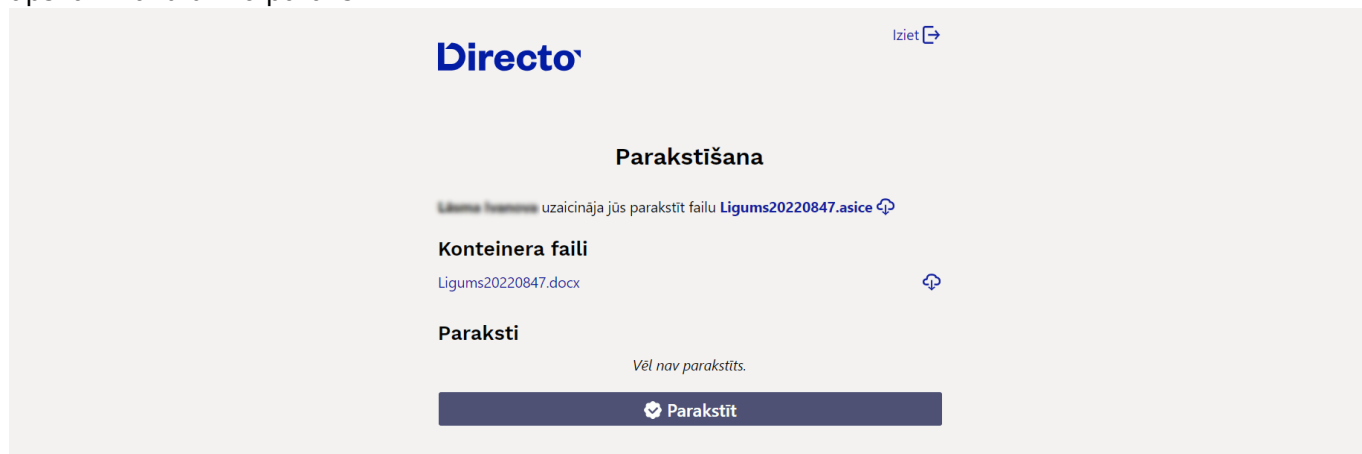 Iziet
Directo
Parakstīšana
uzaicināja jūs parakstīt failu Ligums20220847.asice
Konteinera faili
Ligums20220847.docx
Paraksti
Vēl nav parakstīts.
Parakstīt